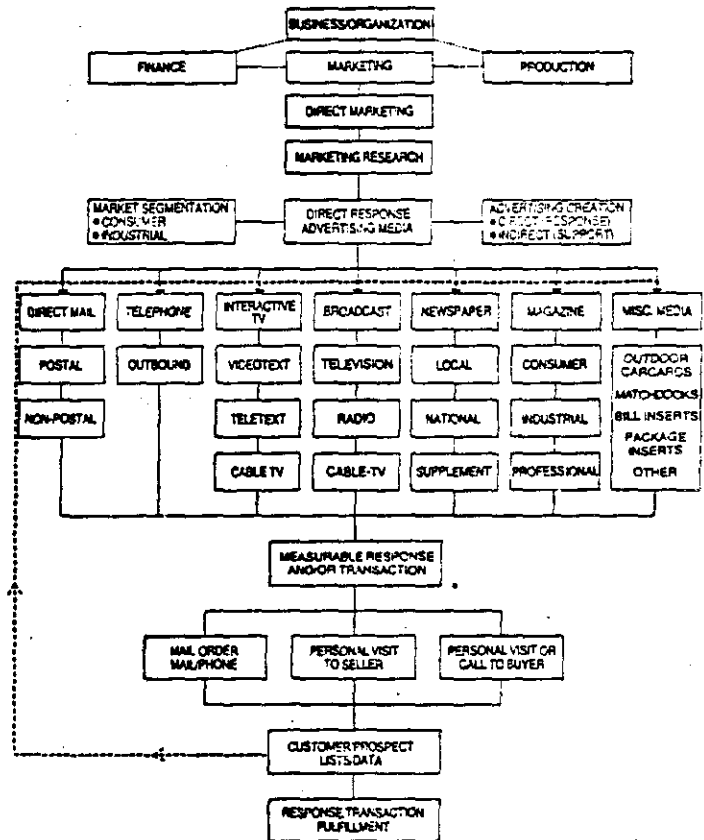 BUSINESS/ORGANIZATION
FINANCE
MARKETING
PRODUCTION
DIRECT MARKETING
MARKETING RESEARCH
MARKET SEGMENTATION
• CONSUMER
• INDUSTRIAL
DIRECT RESPONSE
ADVERTISING MEDIA
ADVERTISING CREATION
• DIRECT (RESPONSE)
• INDIRECT (SUPPORT)
DIRECT MAIL
TELEPHONE
INTERACTIVE
TV
BROADCAST
NEWSPAPER
MAGAZINE
MISC. MEDIA
POSTAL
OUTBOUND
VIDEOTEXT
TELEVISION
LOCAL
CONSUMER
OUTDOOR
CARCARDS
MATCHBOOKS
BILL INSERTS
PACKAGE
INSERTS
OTHER
NON-POSTAL
TELETEXT
RADIO
NATIONAL
INDUSTRIAL
CABLE TV
CABLE-TV
SUPPLEMENT
PROFESSIONAL
MEASURABLE RESPONSE
AND/OR TRANSACTION
MAIL ORDER
MAIL/PHONE
PERSONAL VISIT
TO SELLER
PERSONAL VISIT OR
CALL TO BUYER
CUSTOMER/PROSPECT
LISTS/DATA
RESPONSE/TRANSACTION
FULFILLMENT